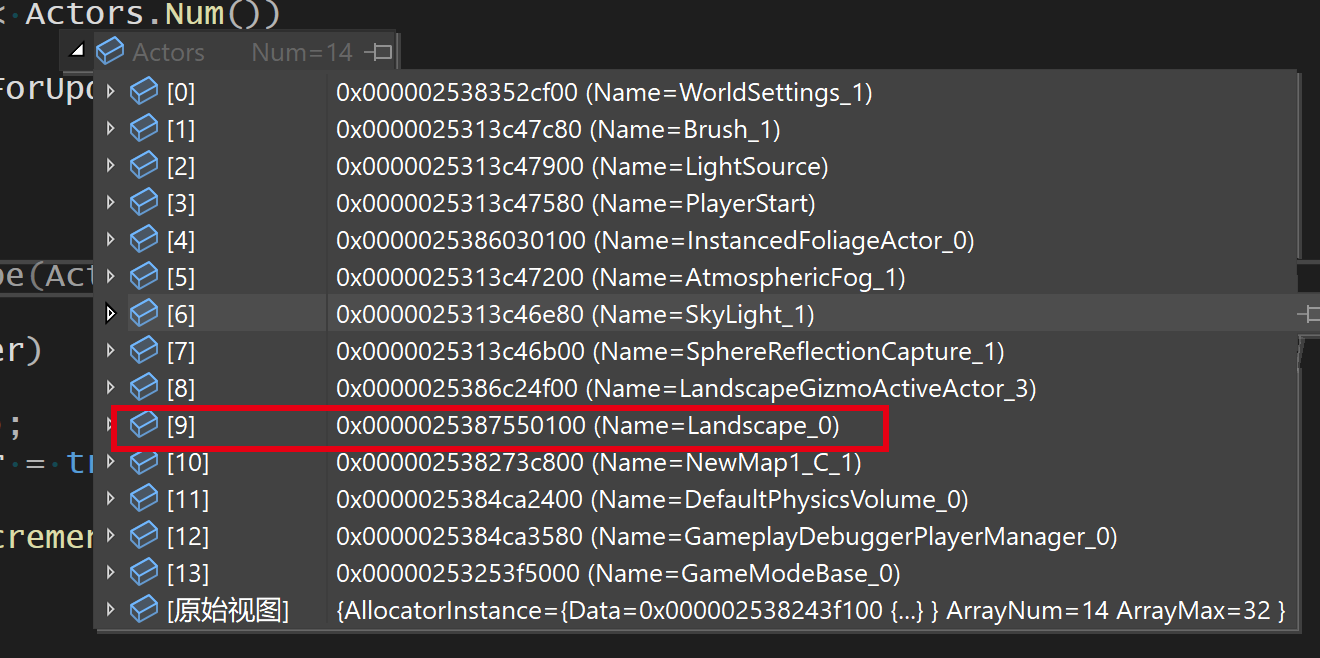 < Actors.Num())
Actors Num=14
[0] 0x000002538352cf00 (Name=WorldSettings_1)
ForUpd
[1] 0x0000025313c47c80 (Name=Brush_1)
[2] 0x0000025313c47900 (Name=LightSource)
[3] 0x0000025313c47580 (Name=PlayerStart)
[4] 0x0000025386030100 (Name=InstancedFoliageActor_0)
pe(Act
[5] 0x0000025313c47200 (Name=AtmosphericFog_1)
[6] 0x0000025313c46e80 (Name=SkyLight_1)
er)
[7] 0x0000025313c46b00 (Name=SphereReflectionCapture_1)
[8] 0x0000025386c24f00 (Name=LandscapeGizmoActiveActor_3)
;
[9] 0x0000025387550100 (Name=Landscape_0)
r = tr
[10] 0x000002538273c800 (Name=NewMap1_C_1)
[11] 0x0000025384ca2400 (Name=DefaultPhysicsVolume_0)
cremen
[12] 0x0000025384ca3580 (Name=GameplayDebuggerPlayerManager_0)
[13] 0x00000253253f5000 (Name=GameModeBase_0)
[原始视图] {AllocatorInstance={Data=0x000002538243f100 {...} } ArrayNum=14 ArrayMax=32 }